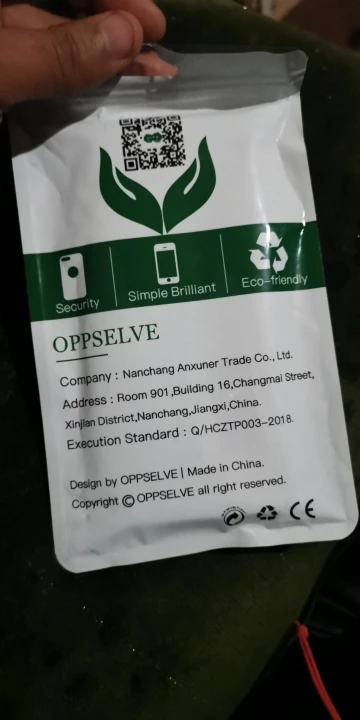 Security
Simple Brilliant
Eco-friendly
OPPSELVE
Company : Nanchang Anxuner Trade Co., Ltd.
Address : Room 901,Building 16,Changmai Street,
Xinjian District,Nanchang,Jiangxi,China.
Execution Standard : Q/HCZTP003-2018.
Design by OPPSELVE | Made in China.
Copyright © OPPSELVE all right reserved.
CE